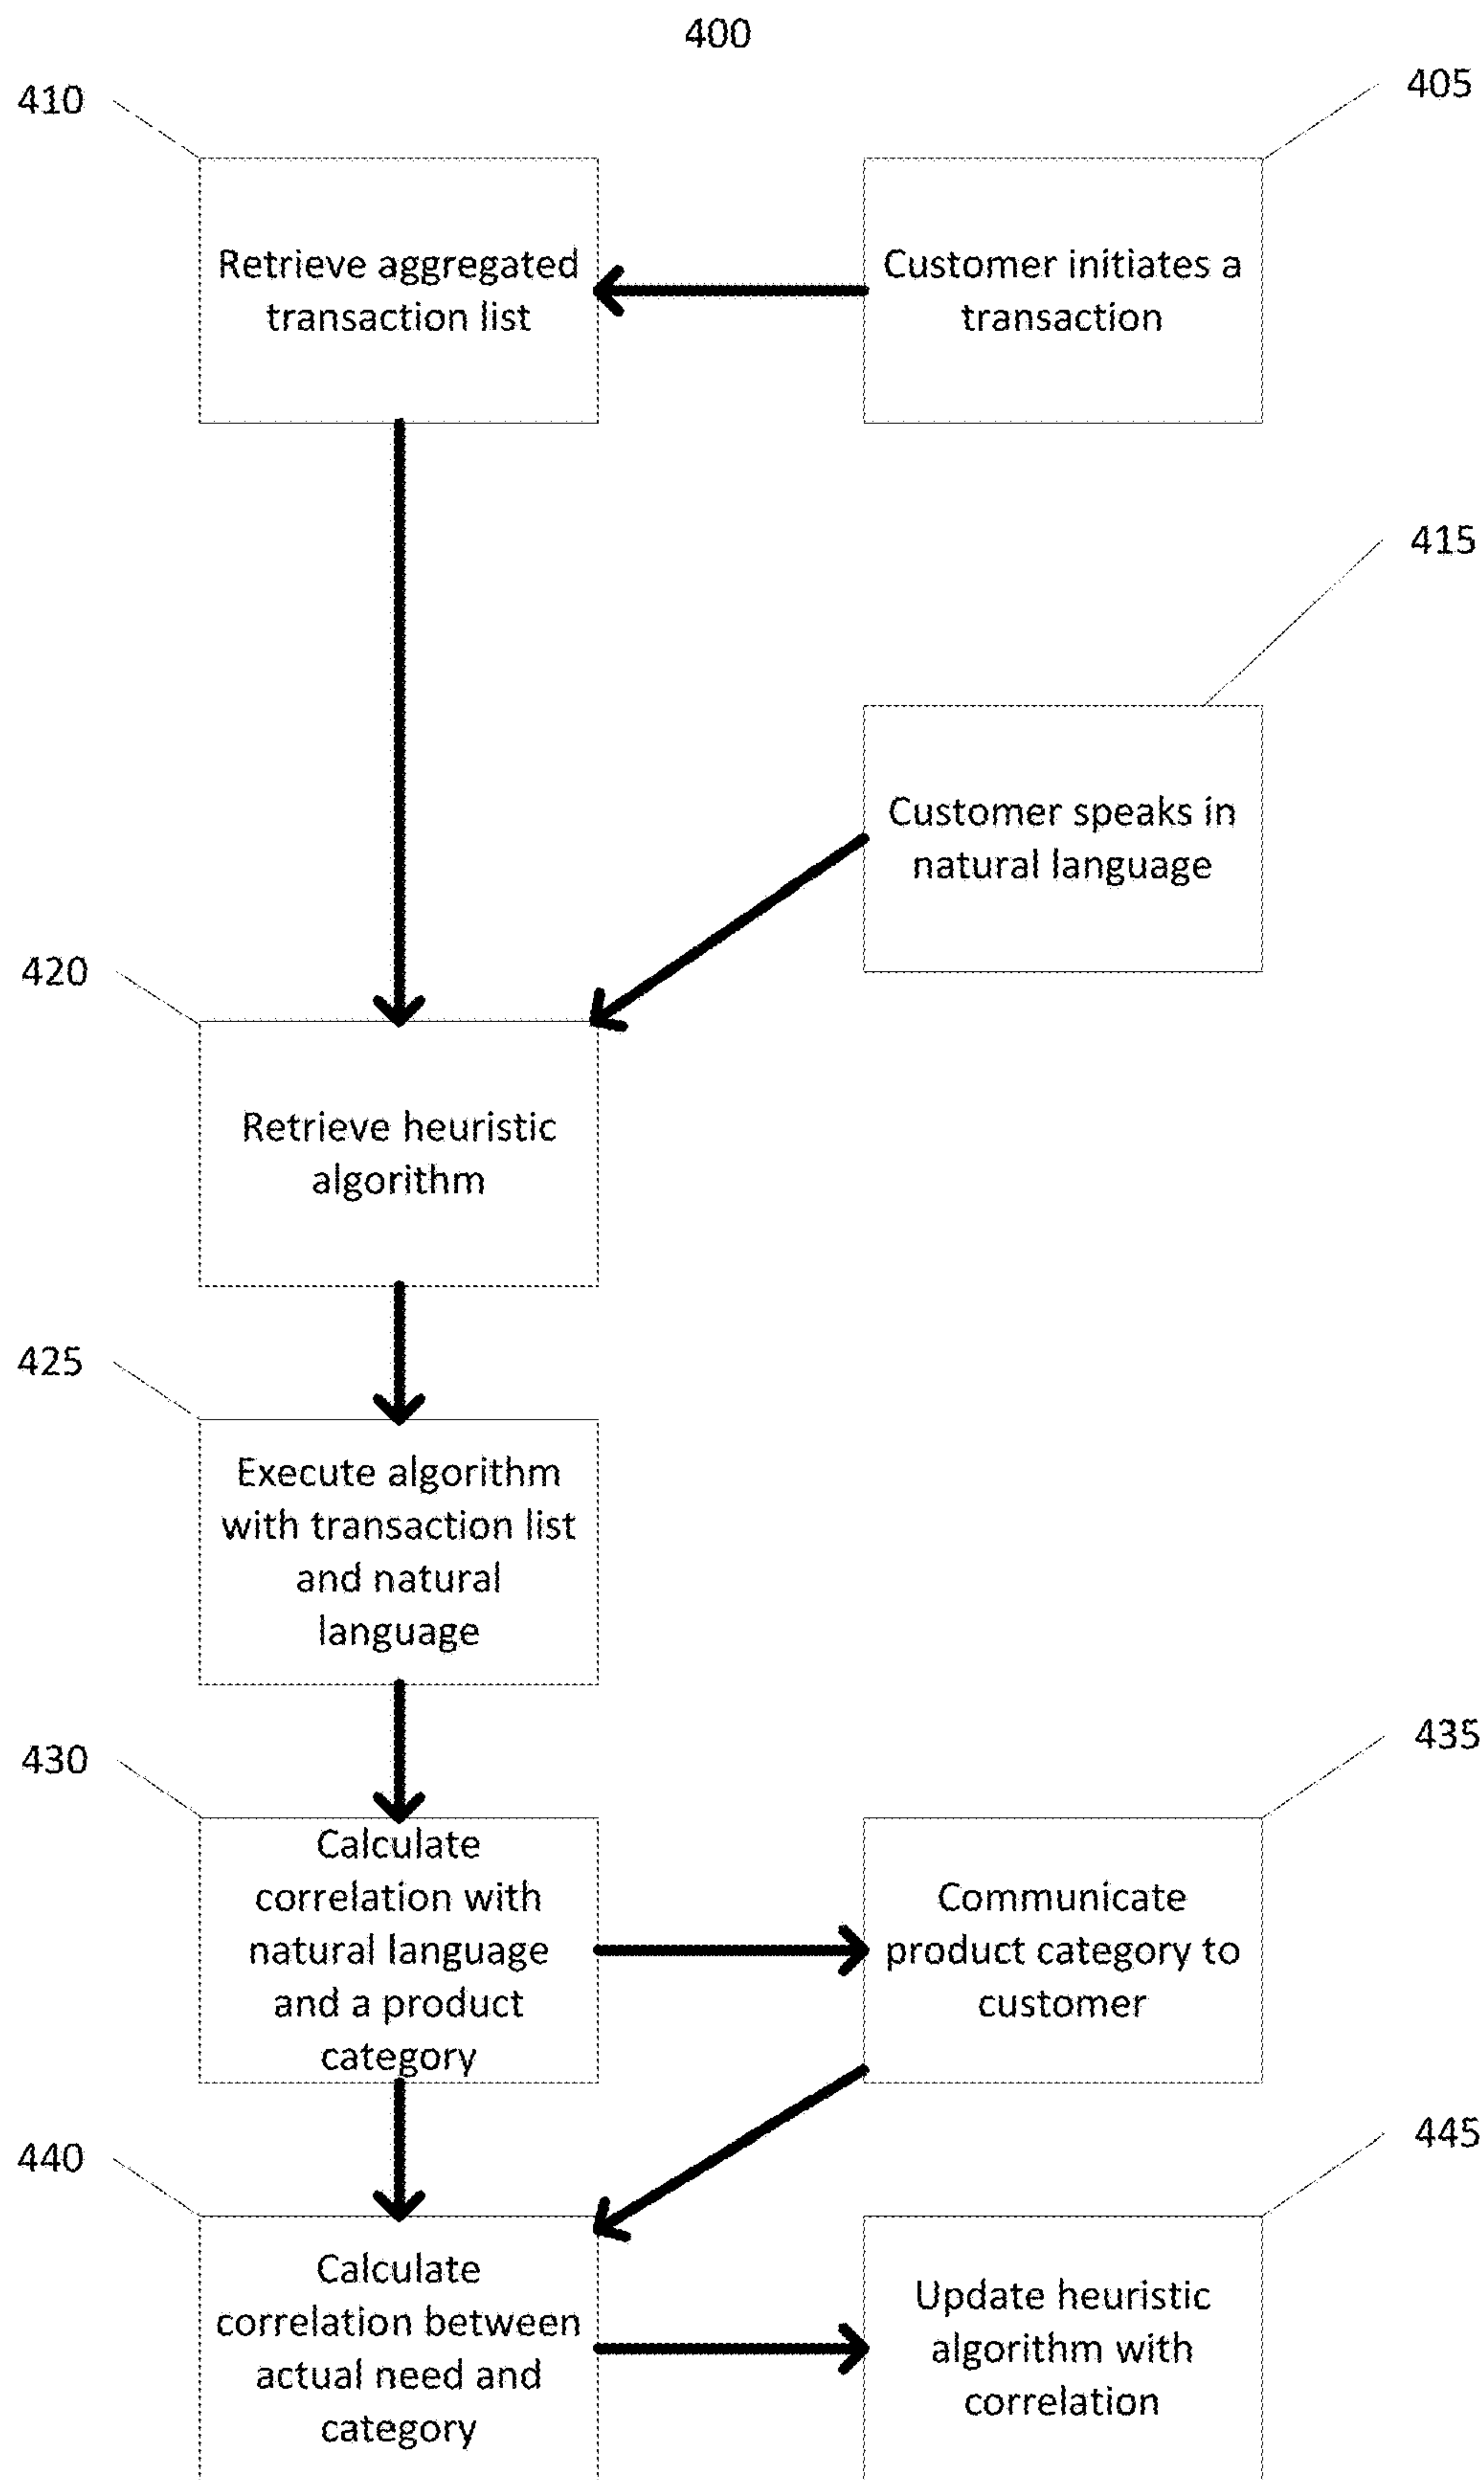 400
410
405
Retrieve aggregated
transaction list
Customer initiates a
transaction
415
Customer speaks in
natural language
420
Retrieve heuristic
algorithm
425
Execute algorithm
with transaction list
and natural
language
430
435
Calculate
correlation with
natural language
and a product
category
Communicate
product category to
customer
440
445
Calculate
correlation between
actual need and
category
Update heuristic
algorithm with
correlation